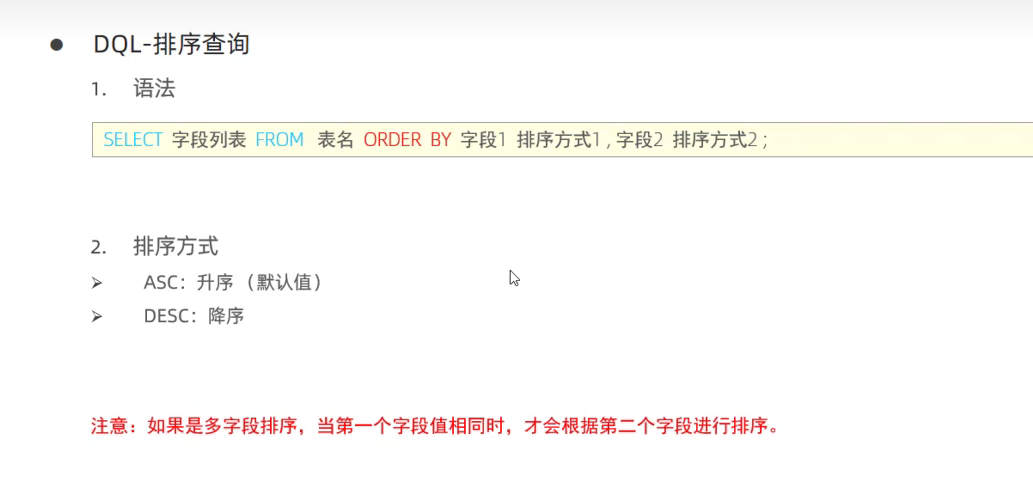 ● DQL-排序查询
1. 语法
SELECT 字段列表 FROM 表名 ORDER BY 字段1 排序方式1 , 字段2 排序方式2 ;
2. 排序方式
➢ ASC：升序（默认值）
➢ DESC：降序
注意：如果是多字段排序，当第一个字段值相同时，才会根据第二个字段进行排序。